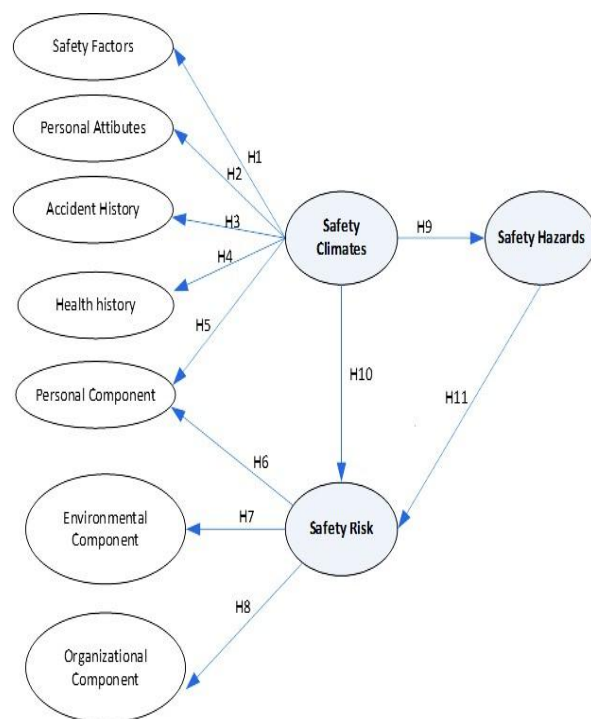 Safety Factors
Personal Attibutes
Accident History
Health history
Personal Component
Environmental
Component
Organizational
Component
H1
H2
H3
H4
H5
Safety
Climates
H9
Safety Hazards
H10
H11
H6
H7
H8
Safety Risk